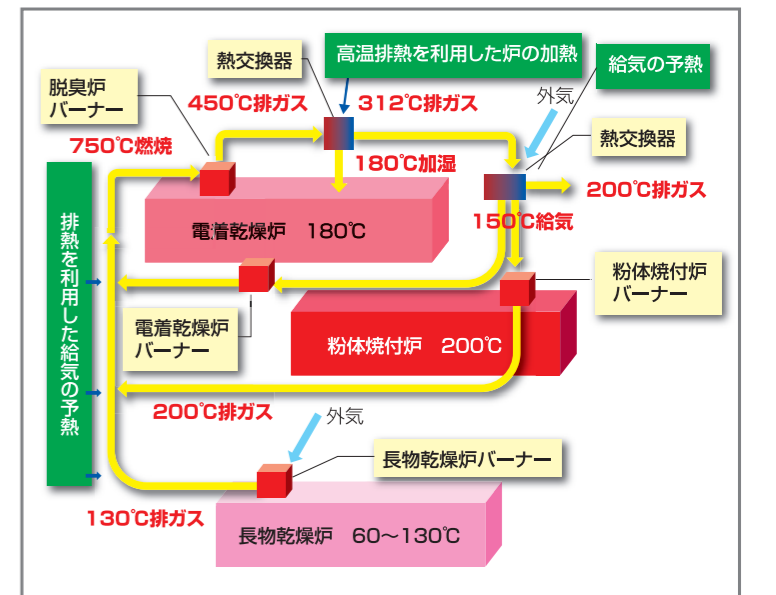 高温排熱を利用した炉の加熱
熱交換器
給気の予熱
脱臭炉
バーナー
450℃排ガス
312℃排ガス
外気
750℃燃焼
熱交換器
180℃加湿
200℃排ガス
150℃給気
電着乾燥炉 180℃
排熱を利用した給気の予熱
粉体焼付炉
バーナー
電着乾燥炉
バーナー
粉体焼付炉 200℃
200℃排ガス
外気
長物乾燥炉バーナー
130℃排ガス
長物乾燥炉 60〜130℃